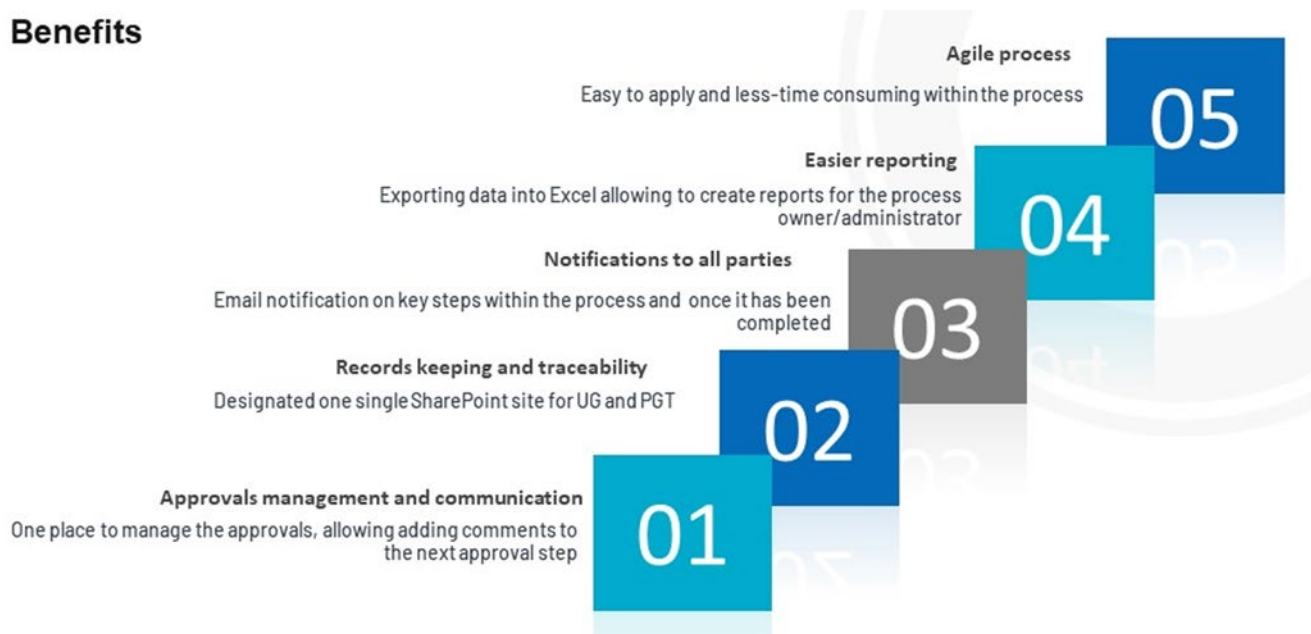 Benefits
Agile process
Easy to apply and less-time consuming within the process
05
Easier reporting
Exporting data into Excel allowing to create reports for the process
owner/administrator
04
Notifications to all parties
Email notification on key steps within the process and once it has been
completed
03
Records keeping and traceability
Designated one single SharePoint site for UG and PGT
02
Approvals management and communication
One place to manage the approvals, allowing adding comments to
the next approval step
01